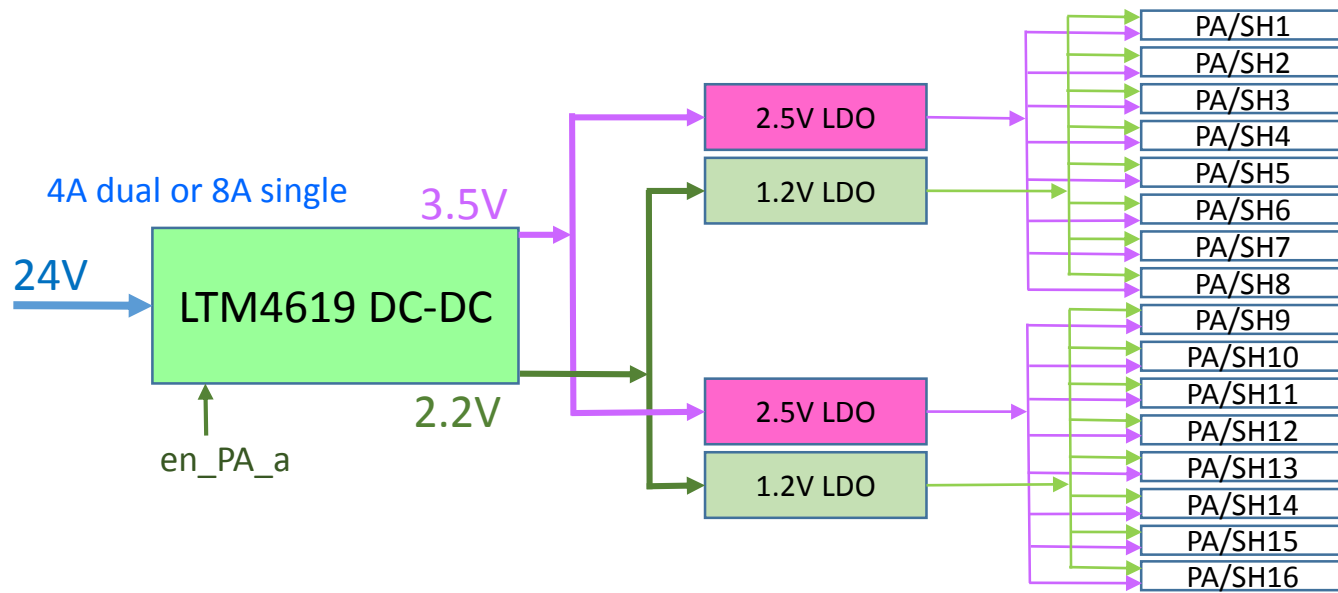 4A dual or 8A single
24V
LTM4619 DC-DC
en_PA_a
3.5V
2.2V
2.5V LDO
1.2V LDO
2.5V LDO
1.2V LDO
PA/SH1
PA/SH2
PA/SH3
PA/SH4
PA/SH5
PA/SH6
PA/SH7
PA/SH8
PA/SH9
PA/SH10
PA/SH11
PA/SH12
PA/SH13
PA/SH14
PA/SH15
PA/SH16